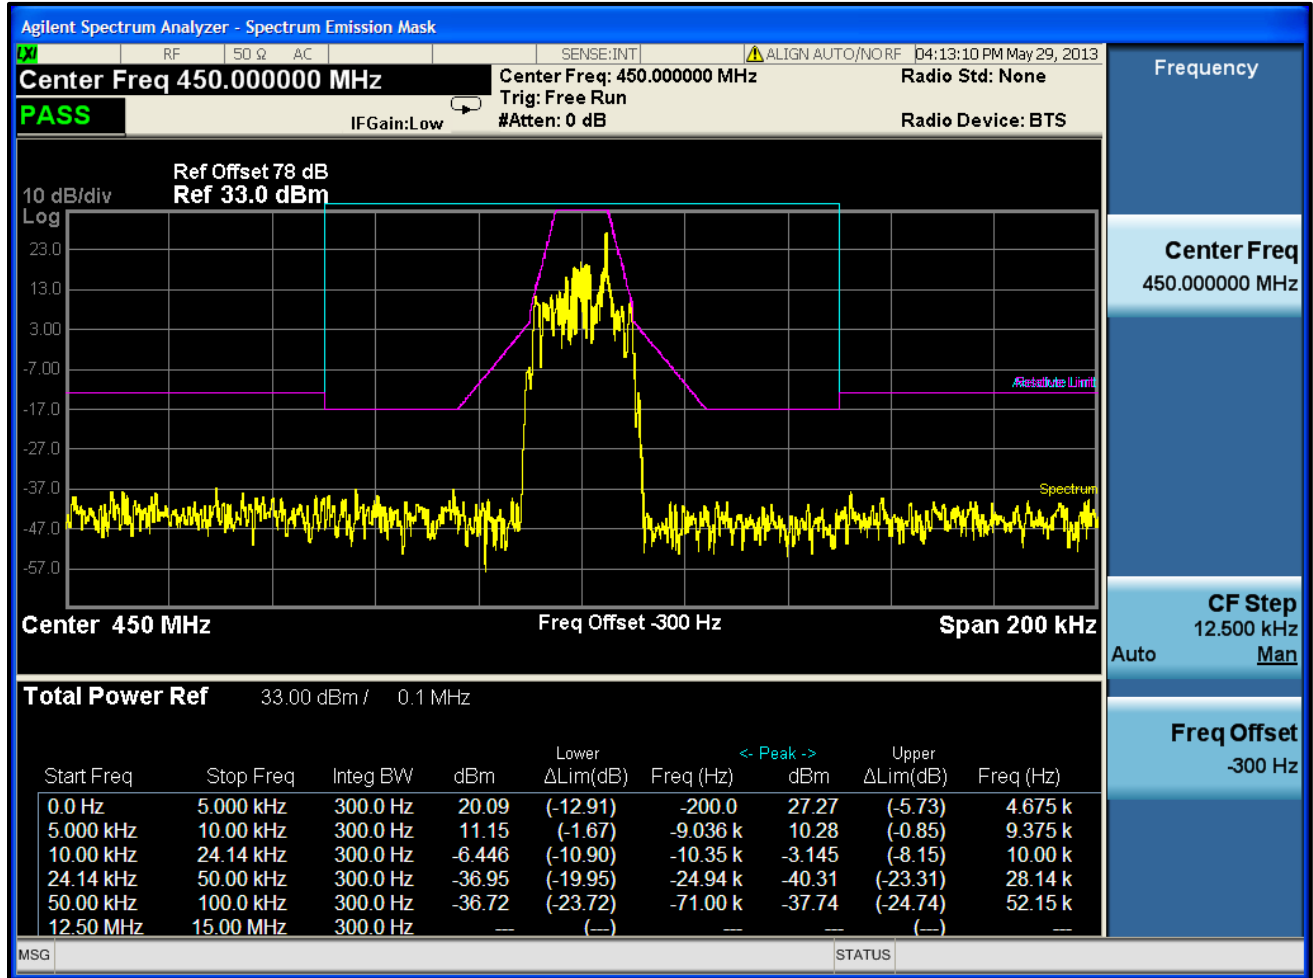 Agilent Spectrum Analyzer - Spectrum Emission Mask
LXI RF 50 Ω AC SENSE:INT ALIGN AUTO/NO RF 04:13:10 PM May 29, 2013
Center Freq 450.000000 MHz
Center Freq: 450.000000 MHz
Radio Std: None
Trig: Free Run
PASS
IFGain:Low
#Atten: 0 dB
Radio Device: BTS
Frequency
Ref Offset 78 dB
10 dB/div Ref 33.0 dBm
Log
23.0
13.0
3.00
-7.00
-17.0
-27.0
-37.0
-47.0
-57.0
Limit
Spectrum
Center 450 MHz
Freq Offset -300 Hz
Span 200 kHz
Center Freq
450.000000 MHz
CF Step
12.500 kHz
Auto Man
Freq Offset
-300 Hz
Total Power Ref 33.00 dBm / 0.1 MHz
Lower <- Peak -> Upper
Start Freq Stop Freq Integ BW dBm ΔLim(dB) Freq (Hz) dBm ΔLim(dB) Freq (Hz)
0.0 Hz 5.000 kHz 300.0 Hz 20.09 (-12.91) -200.0 27.27 (-5.73) 4.675 k
5.000 kHz 10.00 kHz 300.0 Hz 11.15 (-1.67) -9.036 k 10.28 (-0.85) 9.375 k
10.00 kHz 24.14 kHz 300.0 Hz -6.446 (-10.90) -10.35 k -3.145 (-8.15) 10.00 k
24.14 kHz 50.00 kHz 300.0 Hz -36.95 (-19.95) -24.94 k -40.31 (-23.31) 28.14 k
50.00 kHz 100.0 kHz 300.0 Hz -36.72 (-23.72) -71.00 k -37.74 (-24.74) 52.15 k
12.50 MHz 15.00 MHz 300.0 Hz --- (---) --- --- (---) ---
MSG STATUS